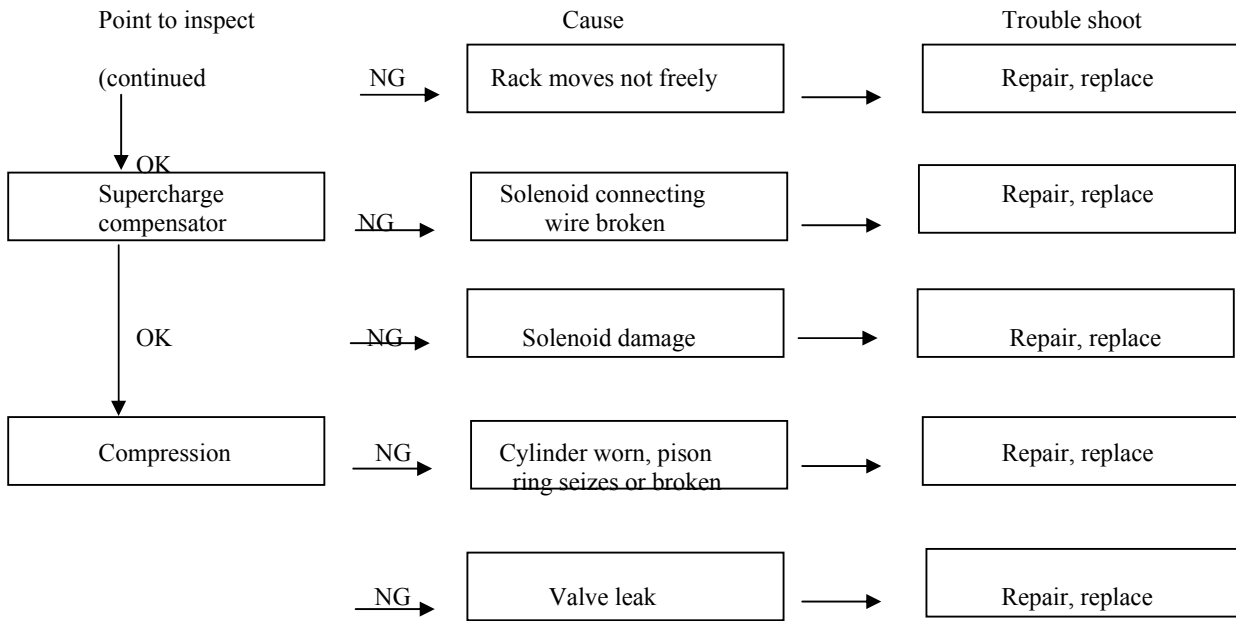 Point to inspect
Cause
Trouble shoot
(continued
NG
Rack moves not freely
Repair, replace
OK
Supercharge
compensator
NG
Solenoid connecting
wire broken
Repair, replace
OK
NG
Solenoid damage
Repair, replace
Compression
NG
Cylinder worn, pison
ring seizes or broken
Repair, replace
NG
Valve leak
Repair, replace